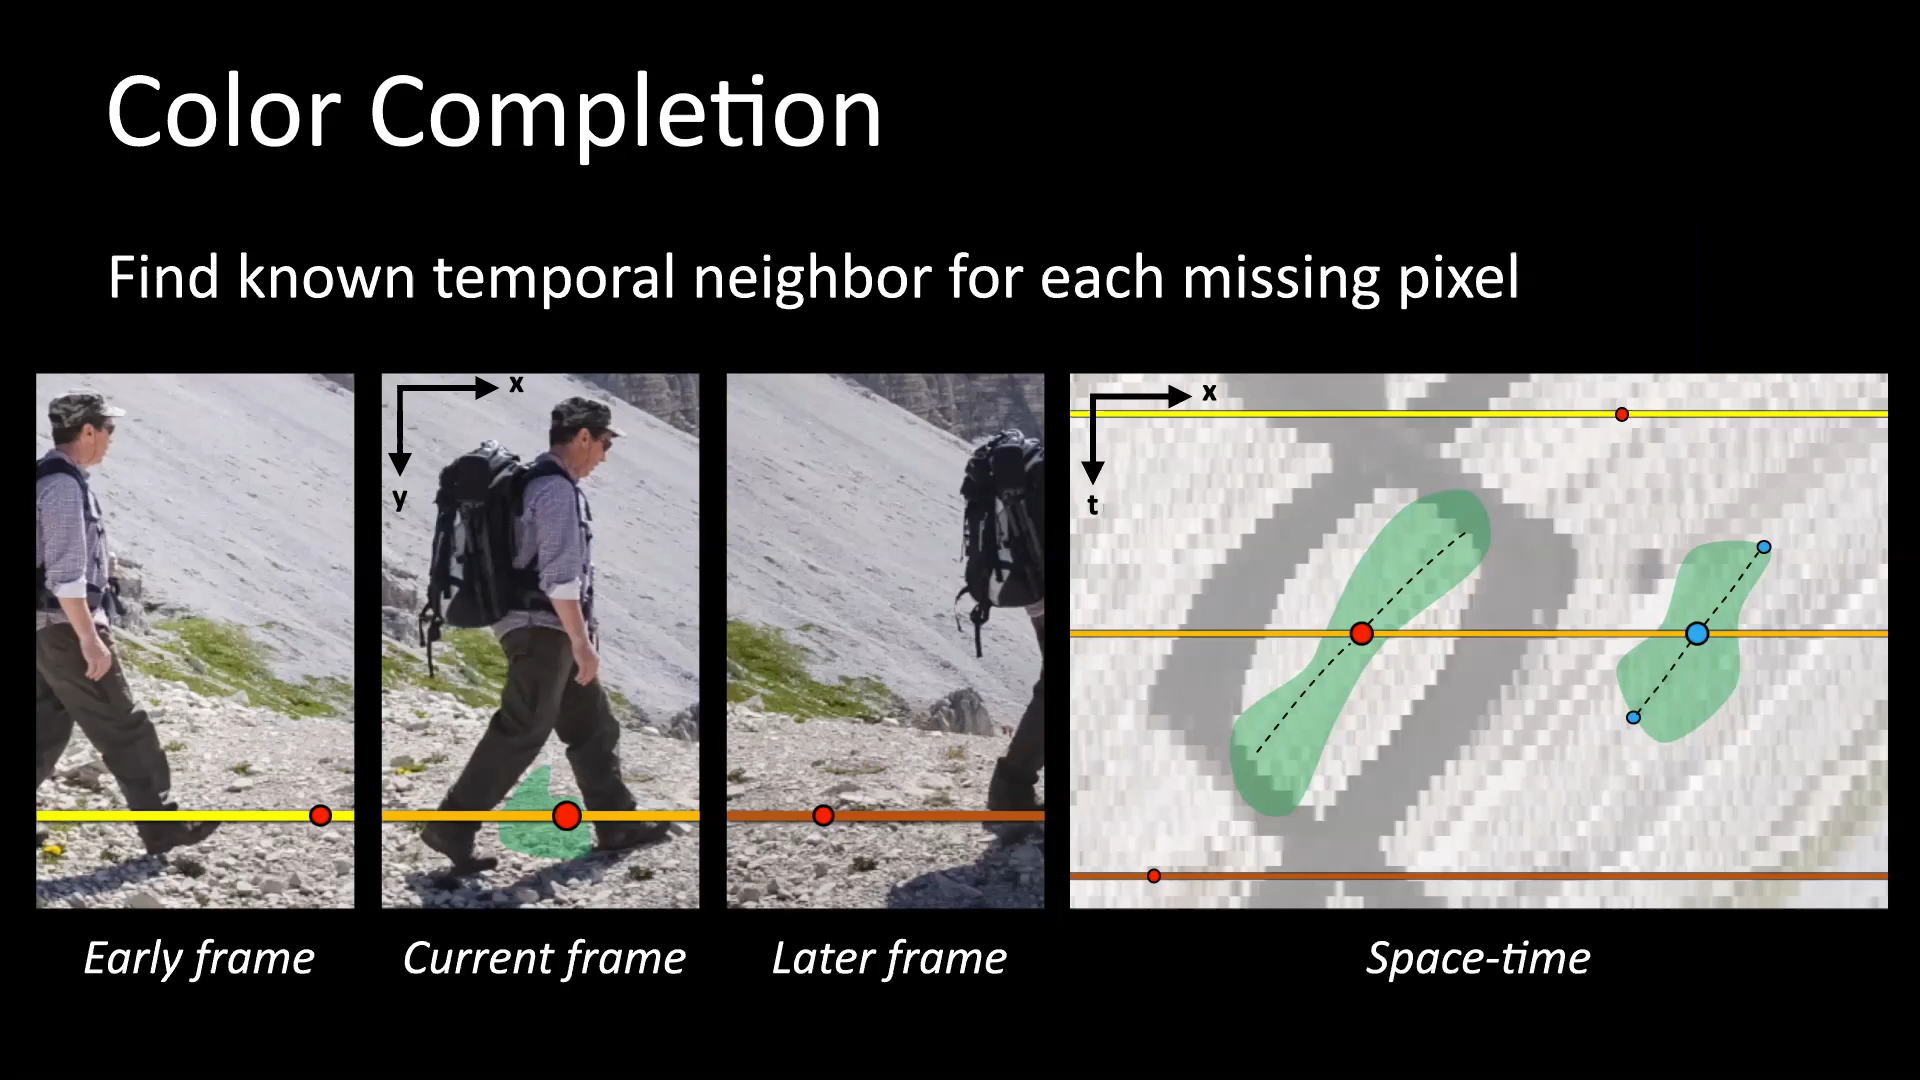 Color Completion
Find known temporal neighbor for each missing pixel
x
y
x
t
Early frame
Current frame
Later frame
Space-time